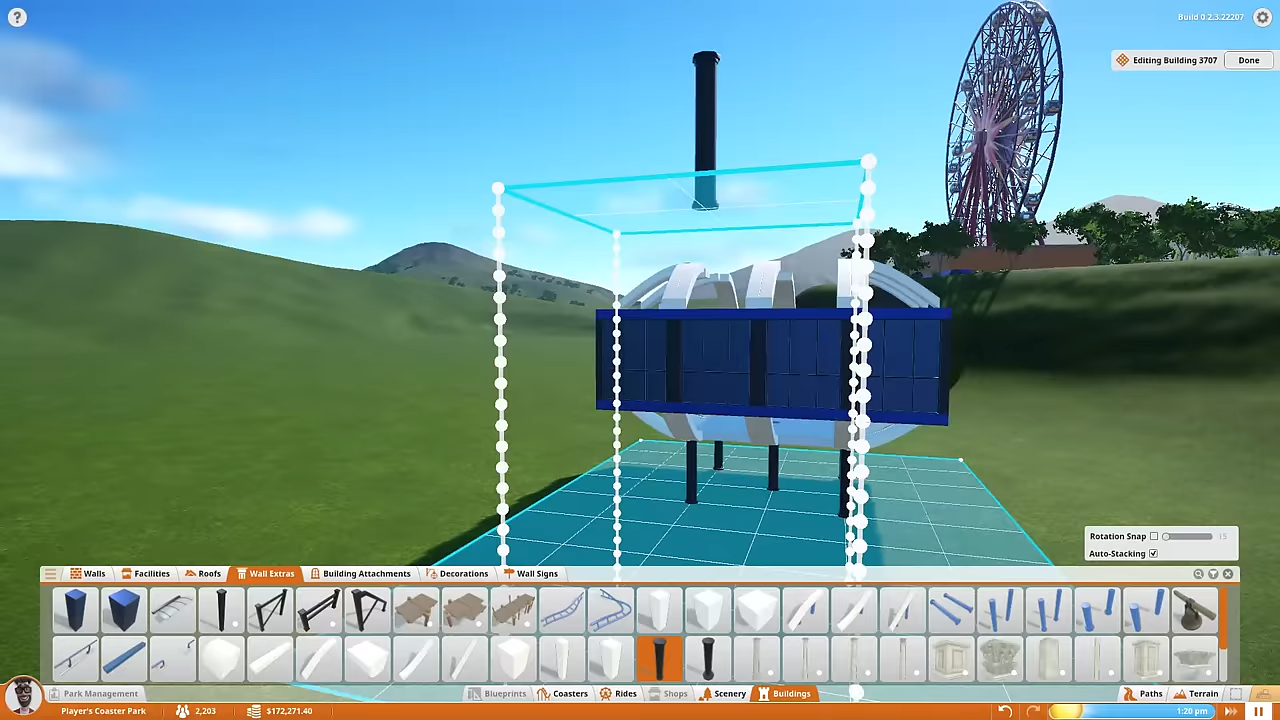 ?
Build 0.2.3.22207
Editing Building 3707
Done
Rotation Snap
15
Auto-Stacking
Walls
Facilities
Roofs
Wall Extras
Building Attachments
Decorations
Wall Signs
Park Management
Blueprints
Coasters
Rides
Shops
Scenery
Buildings
Paths
Terrain
Player's Coaster Park
2,203
$172,271.40
1:20 pm